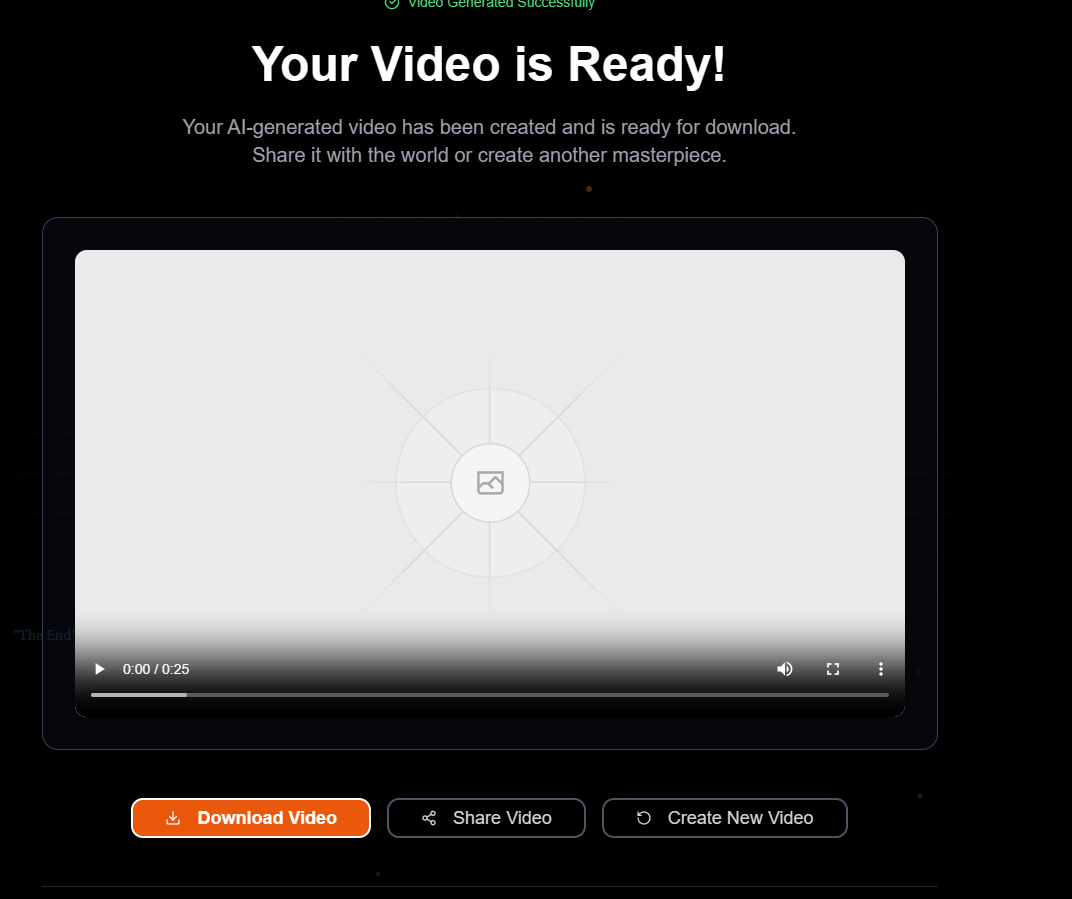 Video Generated Successfully
Your Video is Ready!
Your AI-generated video has been created and is ready for download.
Share it with the world or create another masterpiece.
"The End"
0:00 / 0:25
Download Video
Share Video
Create New Video